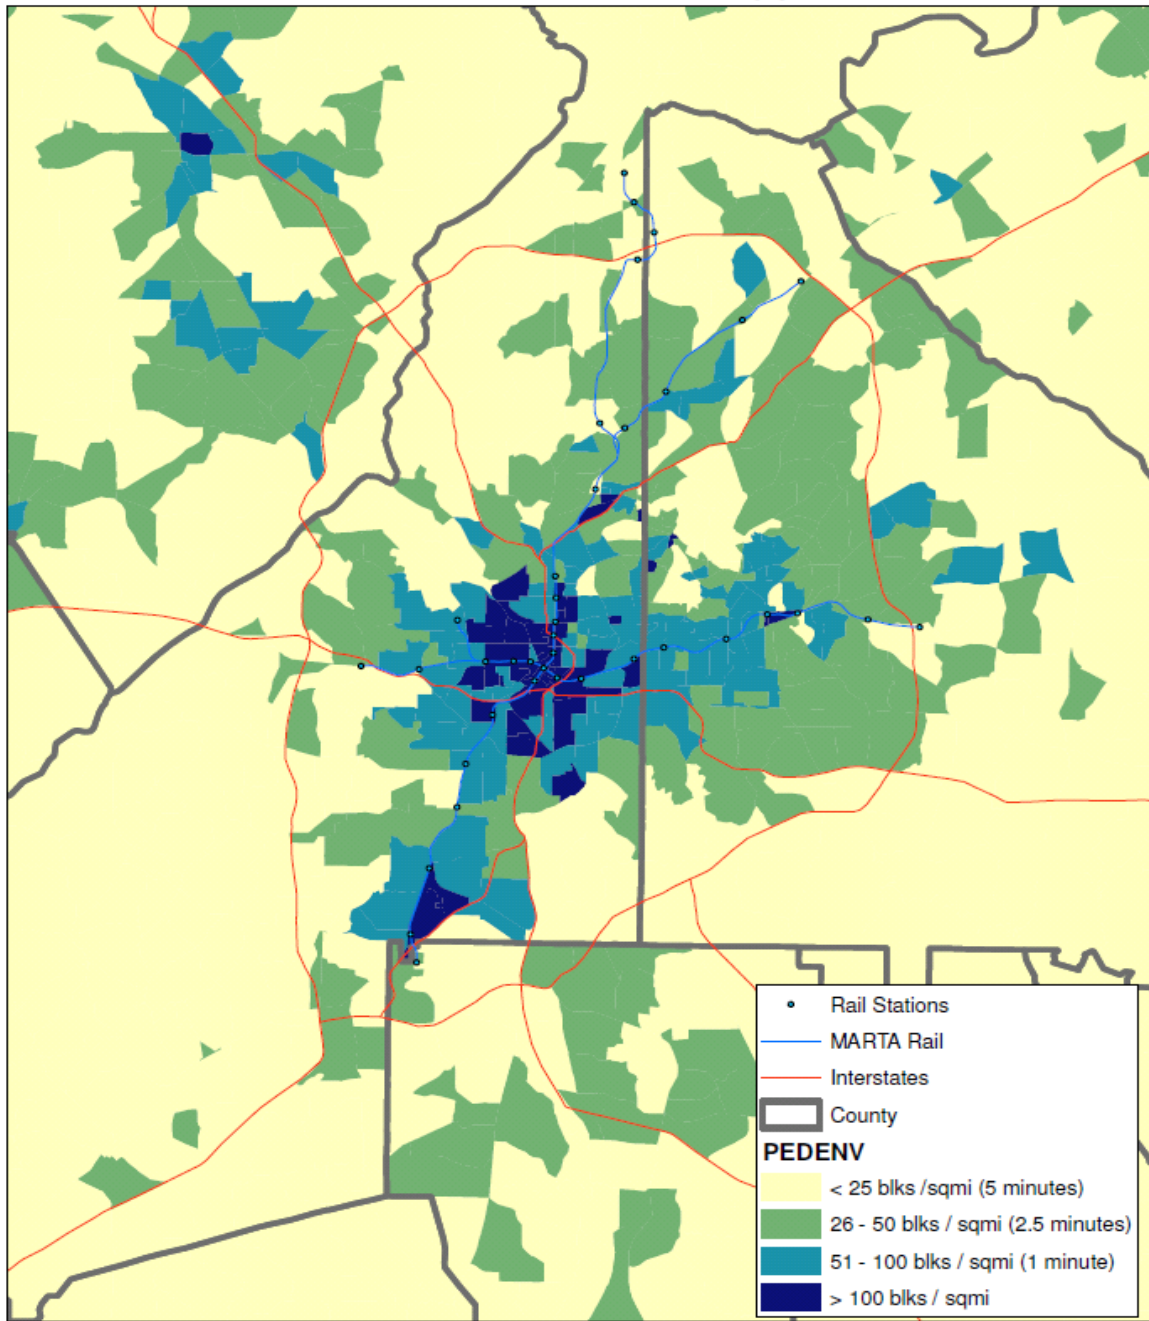 Rail Stations
MARTA Rail
Interstates
County
PEDENV
< 25 blks /sqmi (5 minutes)
26 - 50 blks / sqmi (2.5 minutes)
51 - 100 blks / sqmi (1 minute)
> 100 blks / sqmi